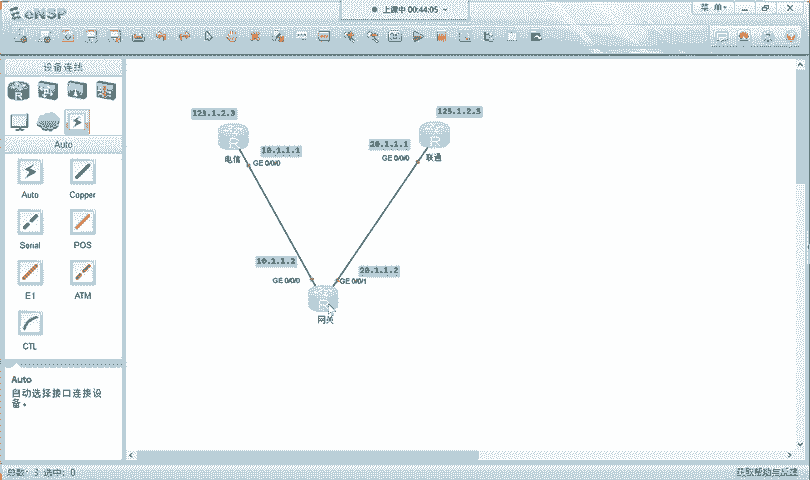 eNSP
上课中 00:44:05
菜 单
设备连线
Auto
Auto
Copper
Serial
POS
E1
ATM
CTL
Auto
自动选择接口连接设
备。
123.1.2.3
电信
10.1.1.1
GE 0/0/0
125.1.2.3
20.1.1.1
GE 0/0/0
联通
10.1.1.2
GE 0/0/0
20.1.1.2
GE 0/0/1
网关
总数: 3 选中: 0
获取帮助与反馈